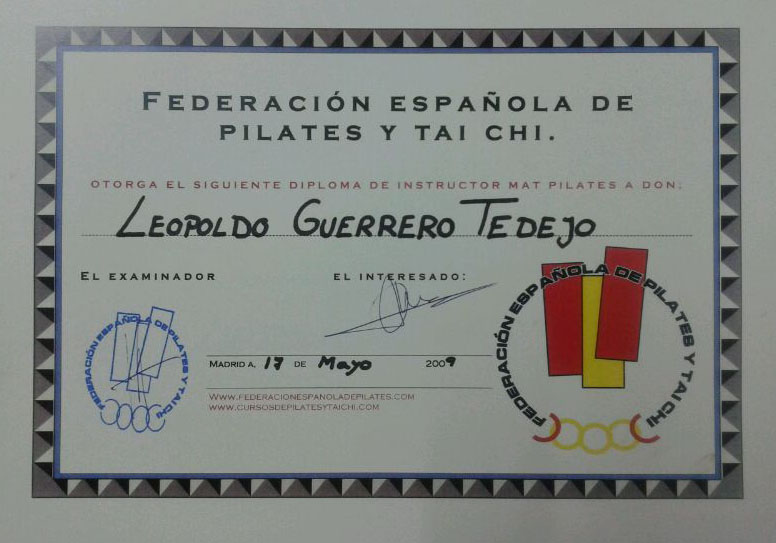 FEDERACIÓN ESPAÑOLA DE
PILATES Y TAI CHI.
OTORGA EL SIGUIENTE DIPLOMA DE INSTRUCTOR MAT PILATES A DON:
LEOPOLDO GUERRERO TEDEJO
EL EXAMINADOR
EL INTERESADO:
FEDERACIÓN ESPAÑOLA DE PILATES Y TAI CHI
FEDERACIÓN ESPAÑOLA DE PILATES Y TAI CHI
MADRID A, 17 DE Mayo 2009
WWW.FEDERACIONESPANOLADEPILATES.COM
WWW.CURSOSDEPILATESYTAICHI.COM